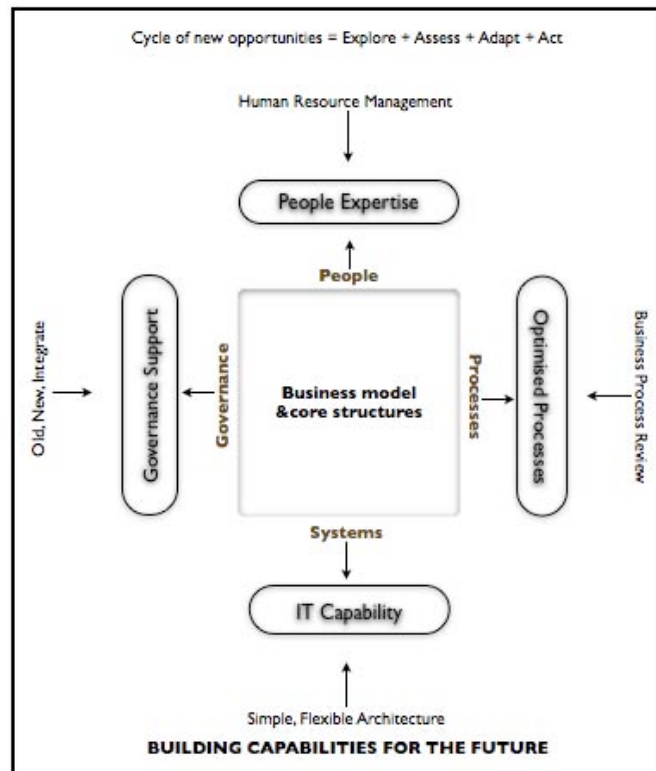 Cycle of new opportunities = Explore + Assess + Adapt + Act
Human Resource Management
People Expertise
People
Old, New, Integrate
Governance Support
Governance
Business model
&core structures
Processes
Optimised Processes
Business Process Review
Systems
IT Capability
Simple, Flexible Architecture
BUILDING CAPABILITIES FOR THE FUTURE